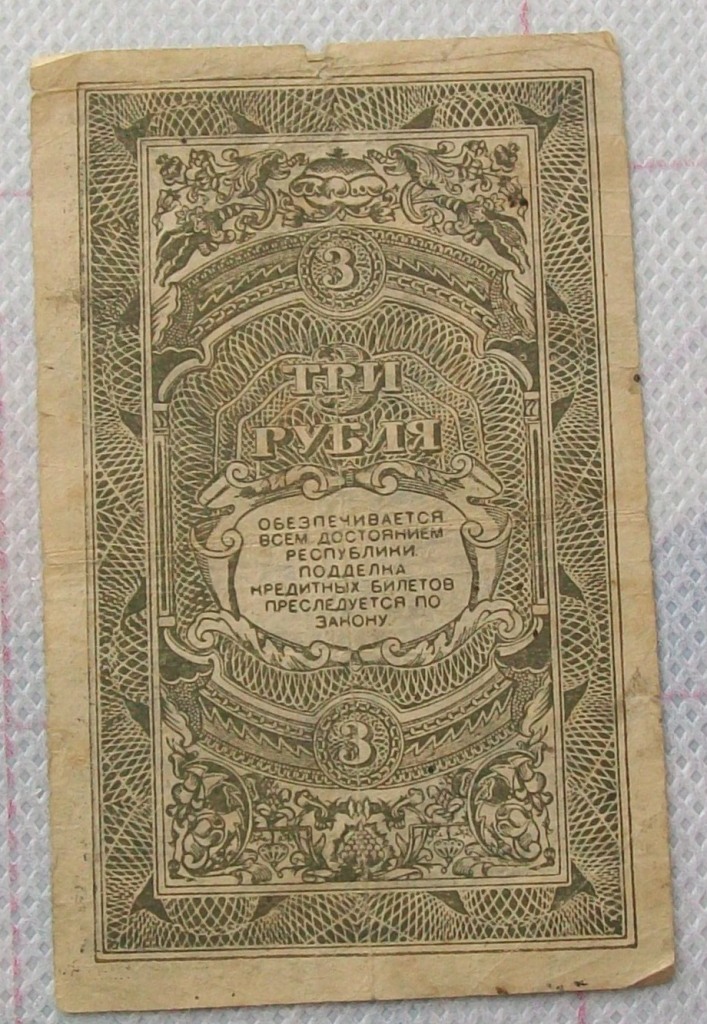 3
ТРИ
РУБЛЯ
ОБЕЗПЕЧИВАЕТСЯ
ВСЕМ ДОСТОЯНИЕМ
РЕСПУБЛИКИ.
ПОДДЕЛКА
КРЕДИТНЫХ БИЛЕТОВ
ПРЕСЛЕДУЕТСЯ ПО
ЗАКОНУ.
3